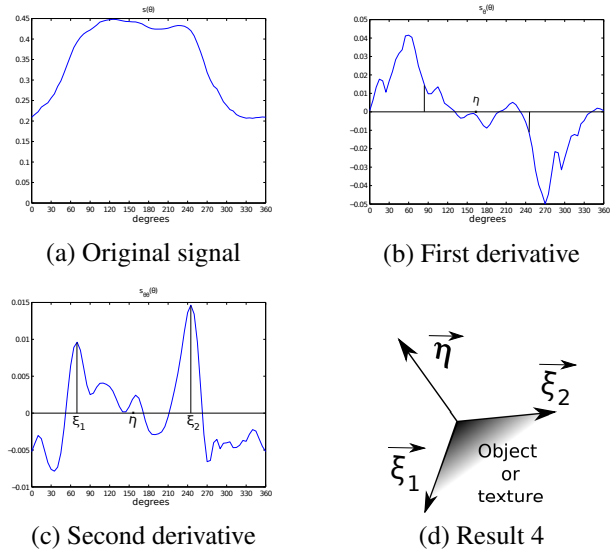 s(θ)
0.45
0.4
0.35
0.3
0.25
0.2
0.15
0.1
0.05
0
0 30 60 90 120 150 180 210 240 270 300 330 360
degrees
(a) Original signal
s_θ(θ)
0.05
0.04
0.03
0.02
0.01
0
−0.01
−0.02
−0.03
−0.04
−0.05
η
0 30 60 90 120 150 180 210 240 270 300 330 360
degrees
(b) First derivative
s_θθ(θ)
0.015
0.01
0.005
0
−0.005
−0.01
ξ₁ η ξ₂
0 30 60 90 120 150 180 210 240 270 300 330 360
degrees
(c) Second derivative
η
ξ₂
ξ₁
Object
or
texture
(d) Result 4